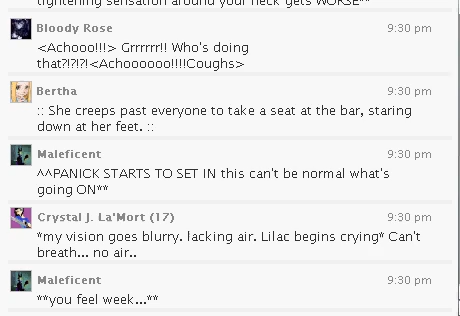 tightening sensation around your neck gets WORSE**
Bloody Rose 9:30 pm
<Achooo!!!> Grrrrrr!! Who's doing
that?!?!?!<Achoooooo!!!!Coughs>
Bertha 9:30 pm
:: She creeps past everyone to take a seat at the bar, staring
down at her feet. ::
Maleficent 9:30 pm
^^PANICK STARTS TO SET IN this can't be normal what's
going ON**
Crystal J. La'Mort (17) 9:30 pm
*my vision goes blurry. lacking air. Lilac begins crying* Can't
breath... no air..
Maleficent 9:30 pm
**you feel week...**